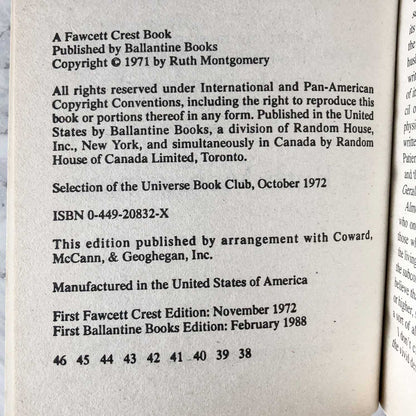 A Fawcett Crest Book
Published by Ballantine Books
Copyright © 1971 by Ruth Montgomery
All rights reserved under International and Pan-American
Copyright Conventions, including the right to reproduce this
book or portions thereof in any form. Published in the United
States by Ballantine Books, a division of Random House,
Inc., New York, and simultaneously in Canada by Random
House of Canada Limited, Toronto.
Selection of the Universe Book Club, October 1972
ISBN 0-449-20832-X
This edition published by arrangement with Coward,
McCann, & Geoghegan, Inc.
Manufactured in the United States of America
First Fawcett Crest Edition: November 1972
First Ballantine Books Edition: February 1988
46 45 44 43 42 41 40 39 38